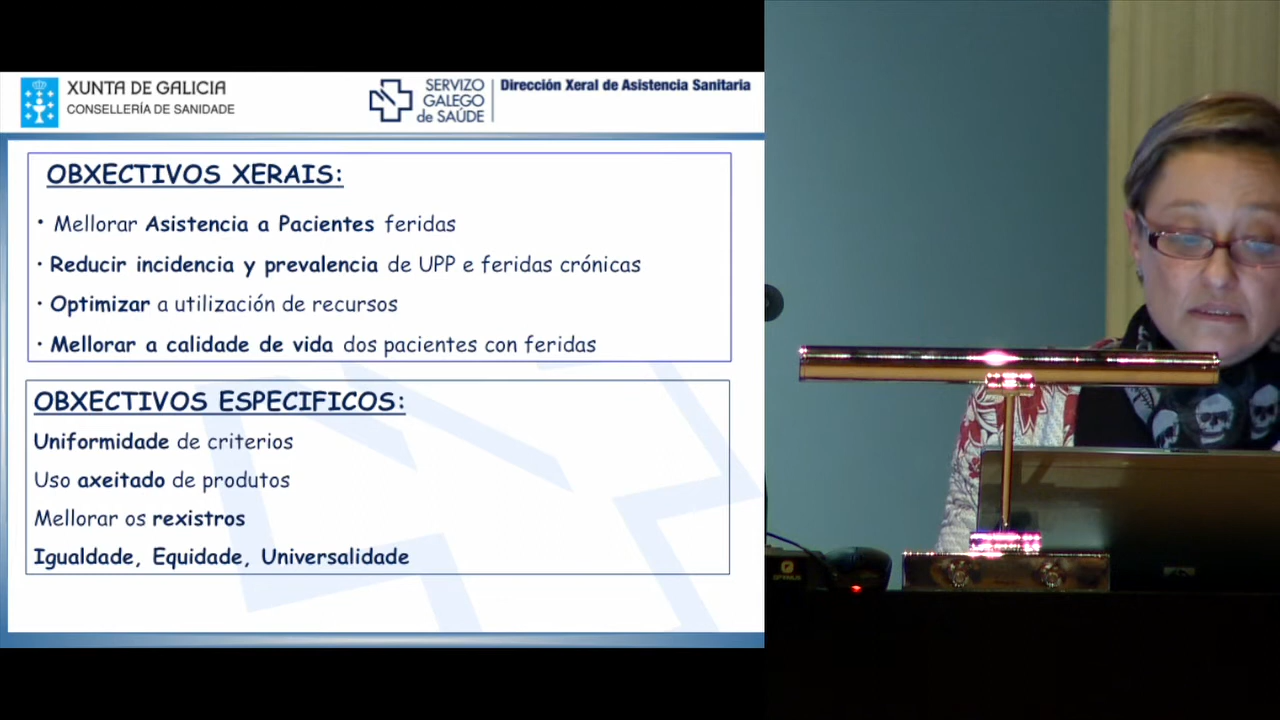 XUNTA DE GALICIA
CONSELLERÍA DE SANIDADE
SERVIZO
GALEGO
de SAÚDE
Dirección Xeral de Asistencia Sanitaria
OBXECTIVOS XERAIS:
• Mellorar Asistencia a Pacientes feridas
• Reducir incidencia y prevalencia de UPP e feridas crónicas
• Optimizar a utilización de recursos
• Mellorar a calidade de vida dos pacientes con feridas
OBXECTIVOS ESPECIFICOS:
Uniformidade de criterios
Uso axeitado de produtos
Mellorar os rexistros
Igualdade, Equidade, Universalidade
OPTIMUS